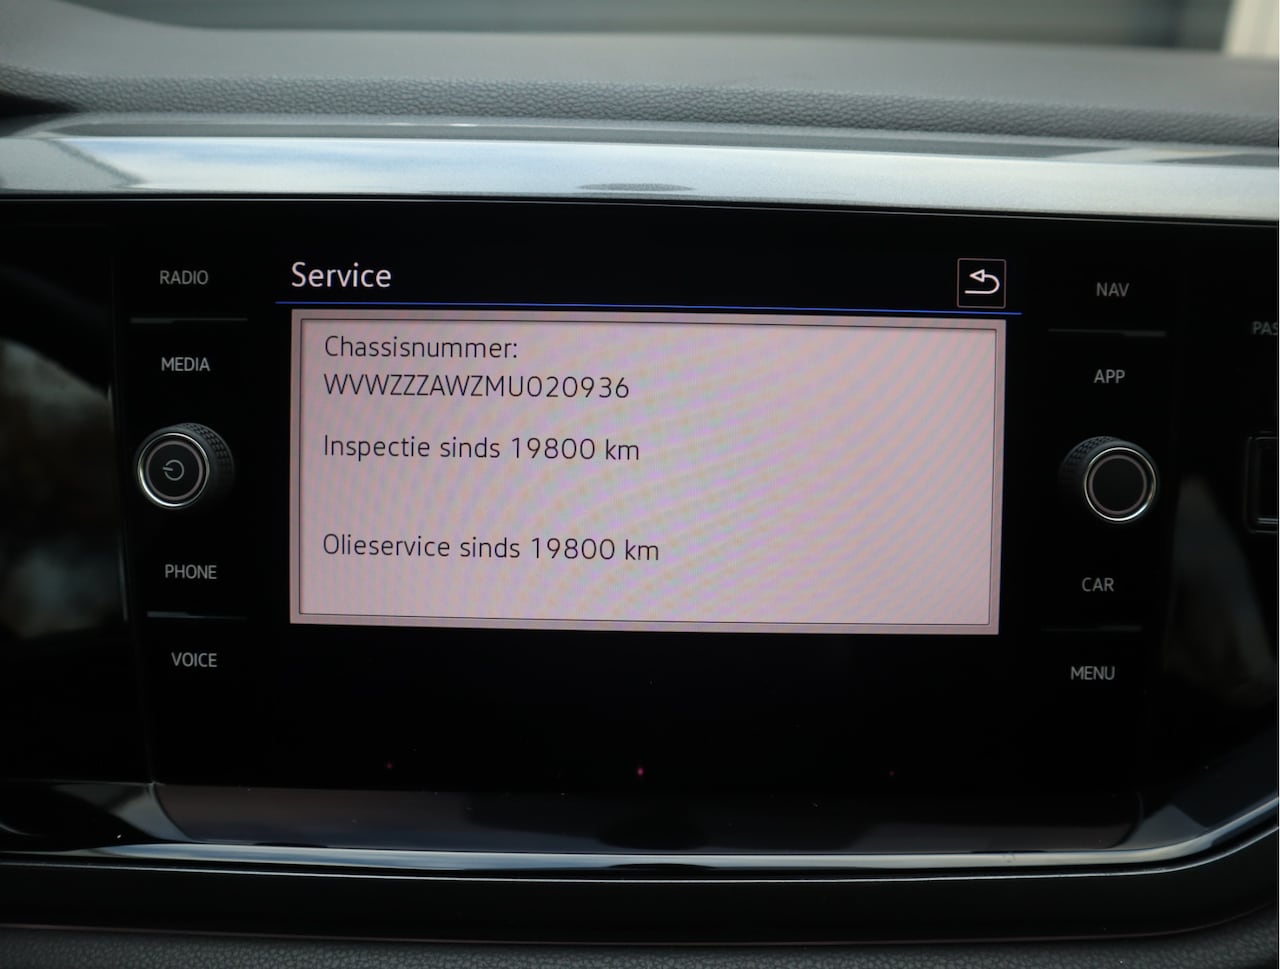 RADIO
Service
NAV
MEDIA
Chassisnummer:
WVWZZZAWZMU020936
APP
PAS
Inspectie sinds 19800 km
Olieservice sinds 19800 km
PHONE
CAR
VOICE
MENU